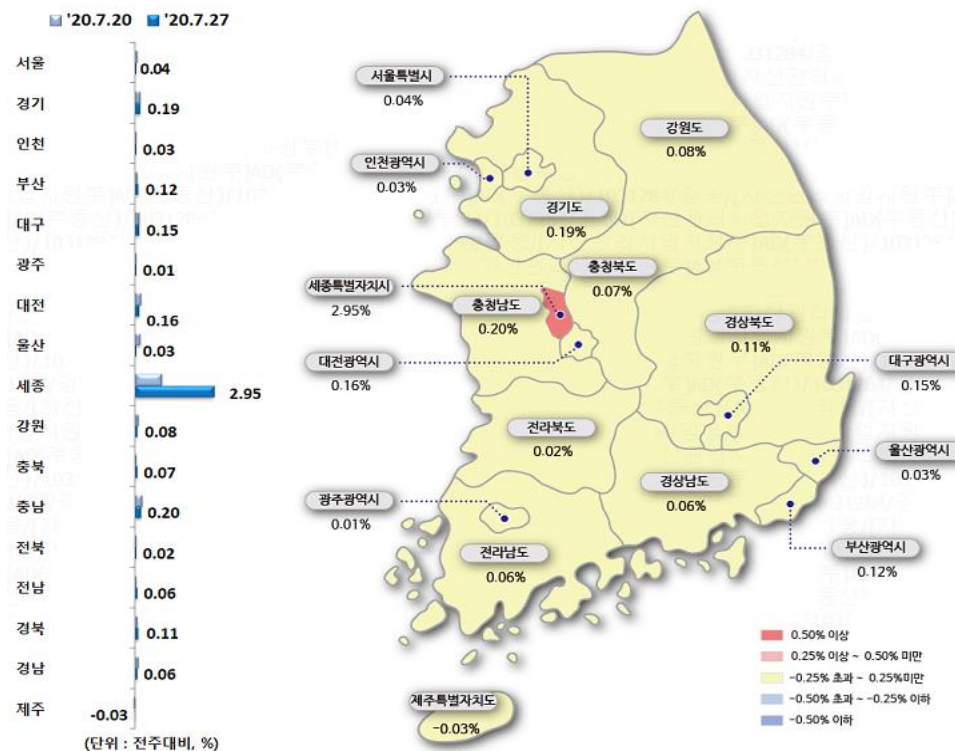 '20.7.20 '20.7.27
서울 0.04
경기 0.19
인천 0.03
부산 0.12
대구 0.15
광주 0.01
대전 0.16
울산 0.03
세종 2.95
강원 0.08
충북 0.07
충남 0.20
전북 0.02
전남 0.06
경북 0.11
경남 0.06
제주 -0.03
(단위 : 전주대비, %)
서울특별시
0.04%
강원도
0.08%
인천광역시
0.03%
경기도
0.19%
충청북도
0.07%
세종특별자치시
2.95%
충청남도
0.20%
경상북도
0.11%
대전광역시
0.16%
대구광역시
0.15%
전라북도
0.02%
울산광역시
0.03%
경상남도
0.06%
광주광역시
0.01%
전라남도
0.06%
부산광역시
0.12%
제주특별자치도
-0.03%
0.50% 이상
0.25% 이상 ~ 0.50% 미만
-0.25% 초과 ~ 0.25%미만
-0.50% 초과 ~ -0.25% 이하
-0.50% 이하